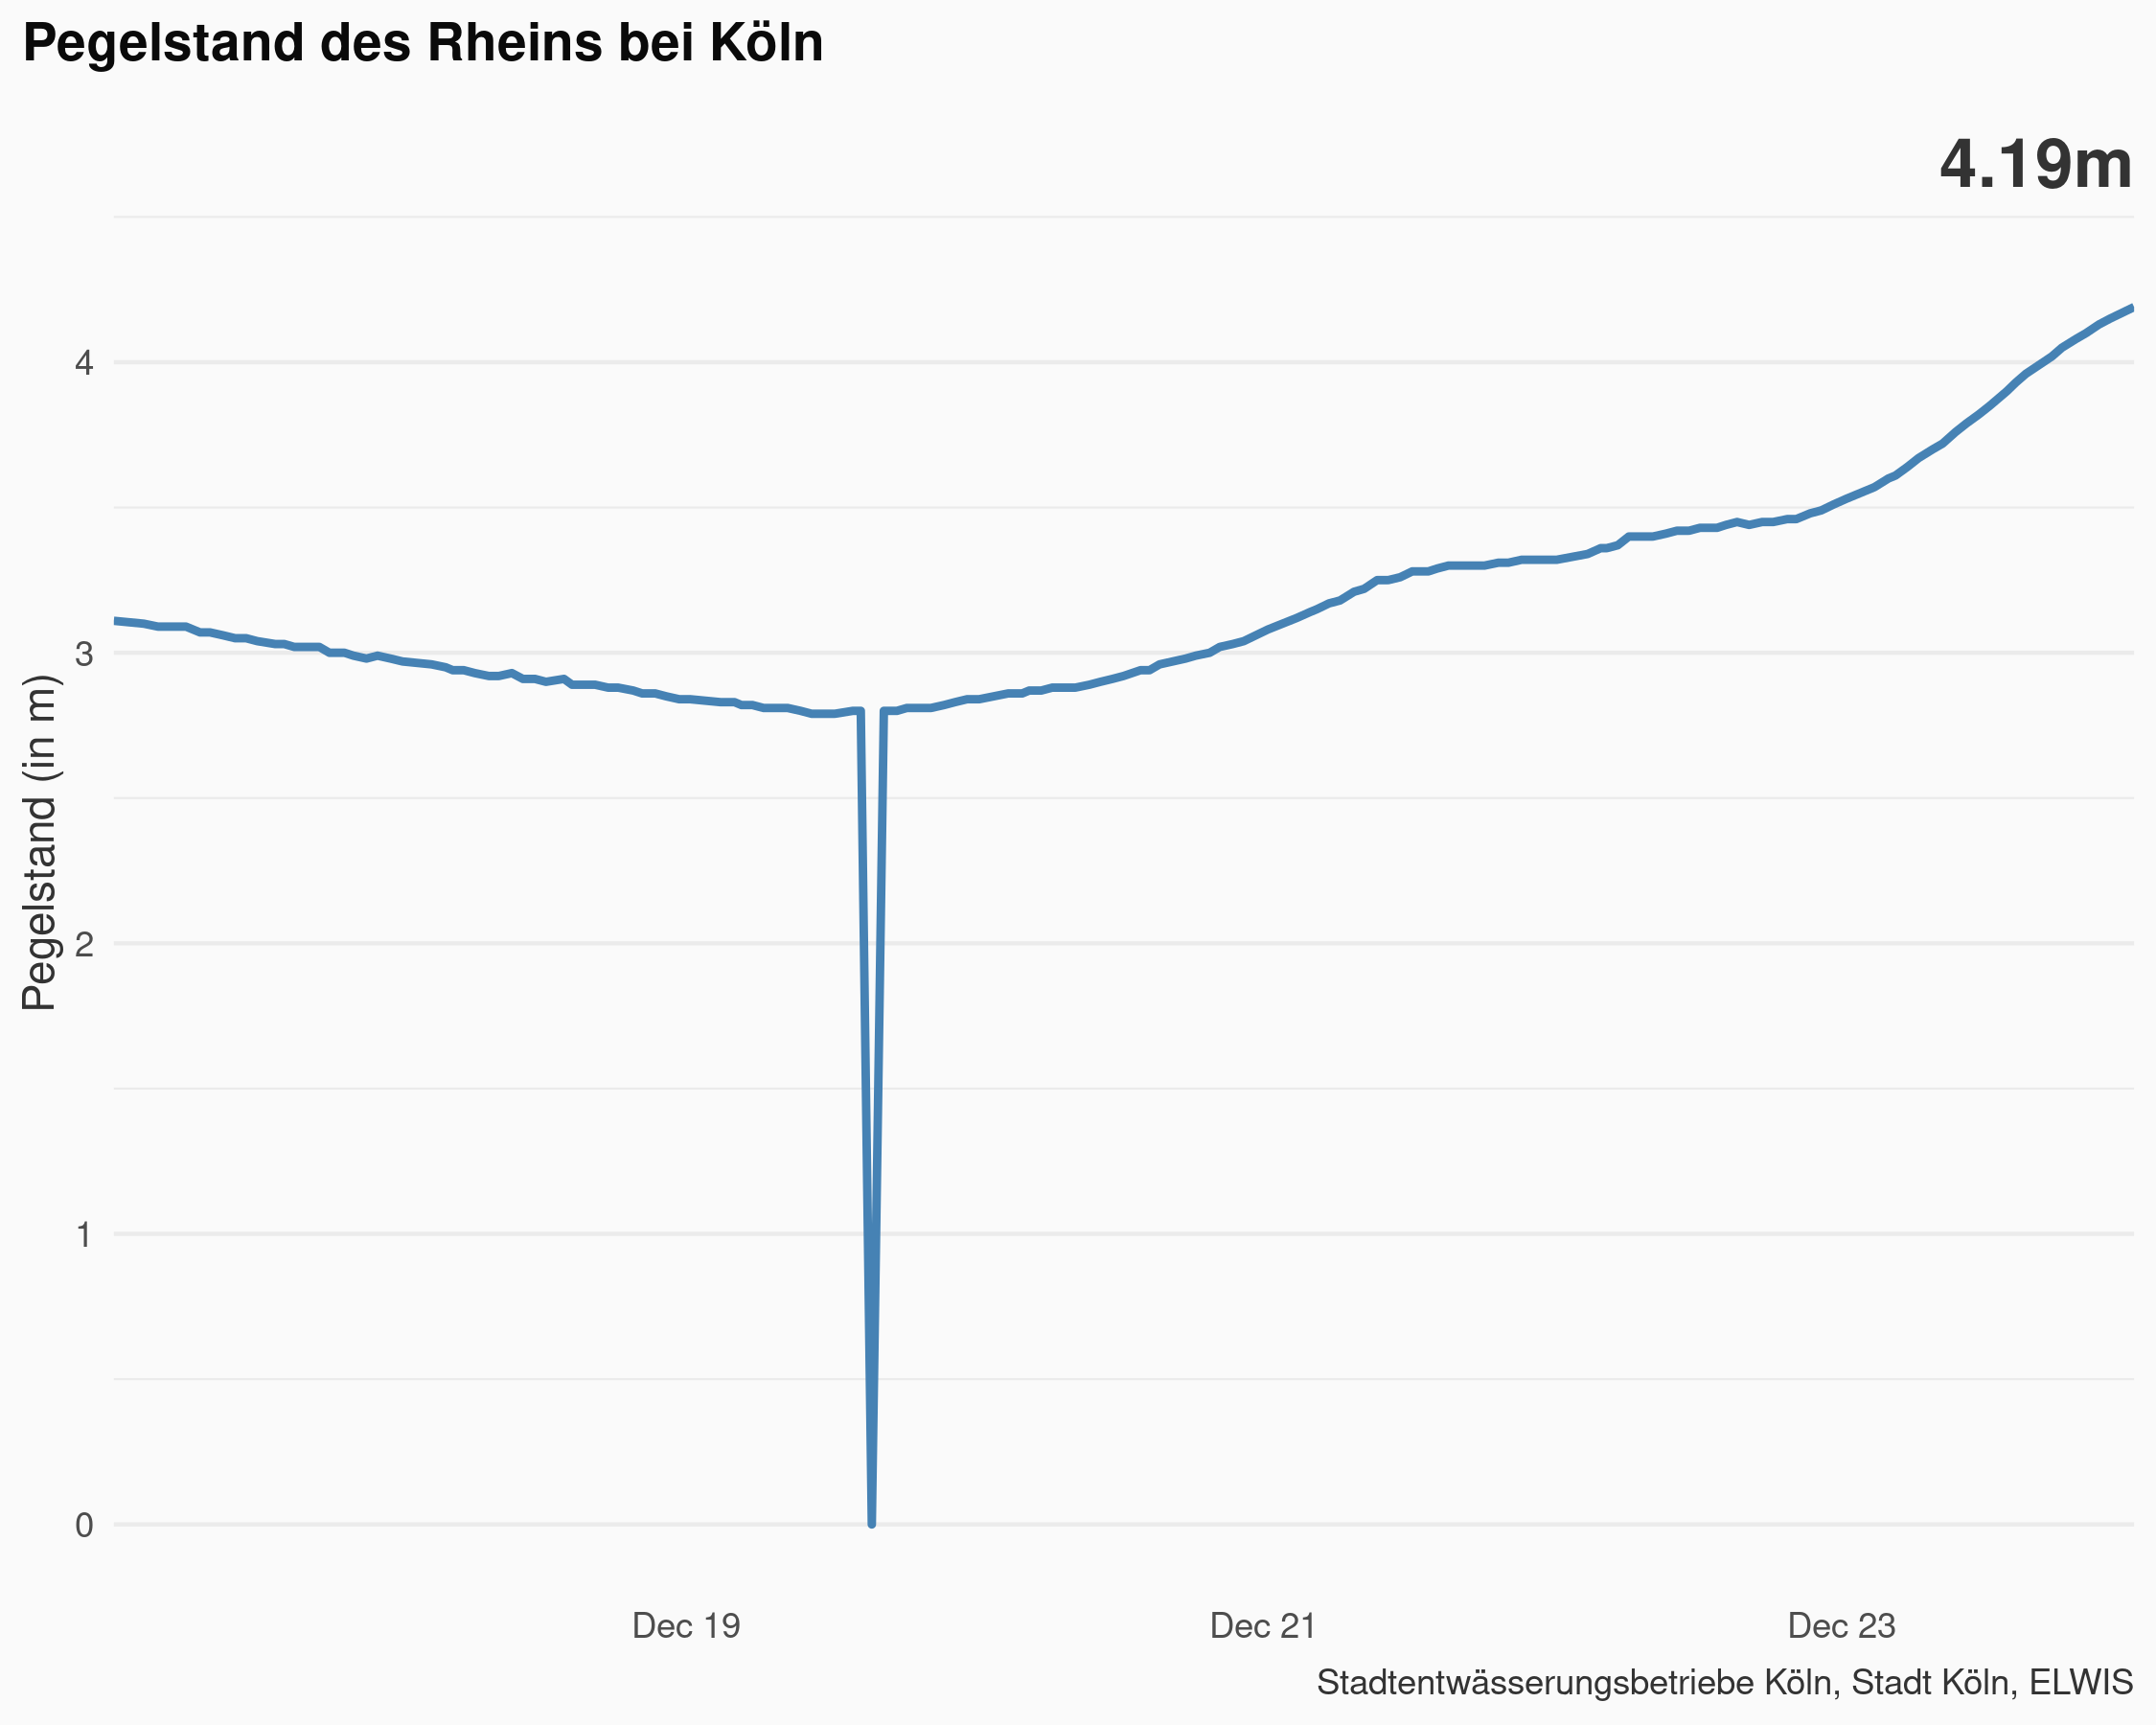 Pegelstand des Rheins bei Köln
4.19m
Pegelstand (in m)
4
3
2
1
0
Dec 19
Dec 21
Dec 23
Stadtentwässerungsbetriebe Köln, Stadt Köln, ELWIS